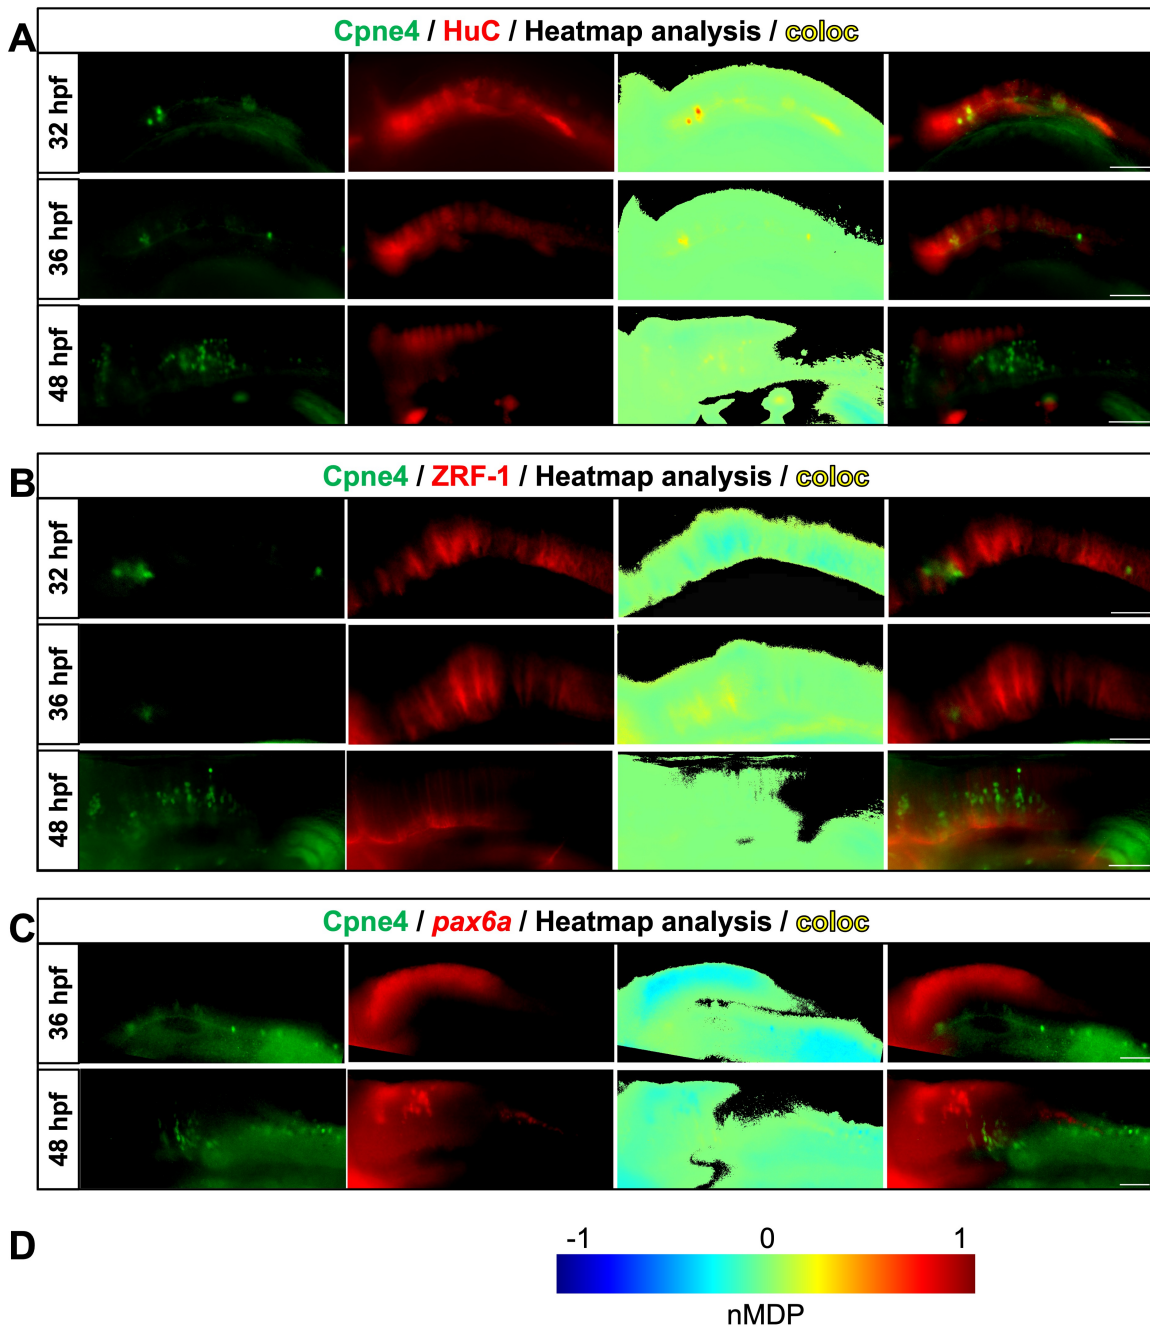 A
Cpne4 / HuC / Heatmap analysis / coloc
32 hpf
36 hpf
48 hpf
B
Cpne4 / ZRF-1 / Heatmap analysis / coloc
32 hpf
36 hpf
48 hpf
C
Cpne4 / pax6a / Heatmap analysis / coloc
36 hpf
48 hpf
D
-1 0 1
nMDP